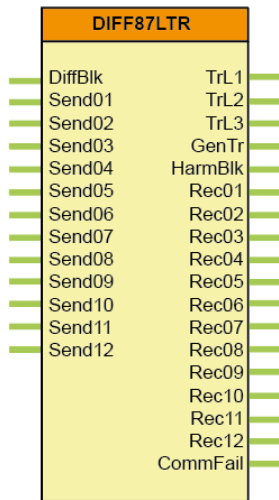 DIFF87LTR
DiffBlk TrL1
Send01 TrL2
Send02 TrL3
Send03 GenTr
Send04 HarmBlk
Send05 Rec01
Send06 Rec02
Send07 Rec03
Send08 Rec04
Send09 Rec05
Send10 Rec06
Send11 Rec07
Send12 Rec08
Rec09
Rec10
Rec11
Rec12
CommFail